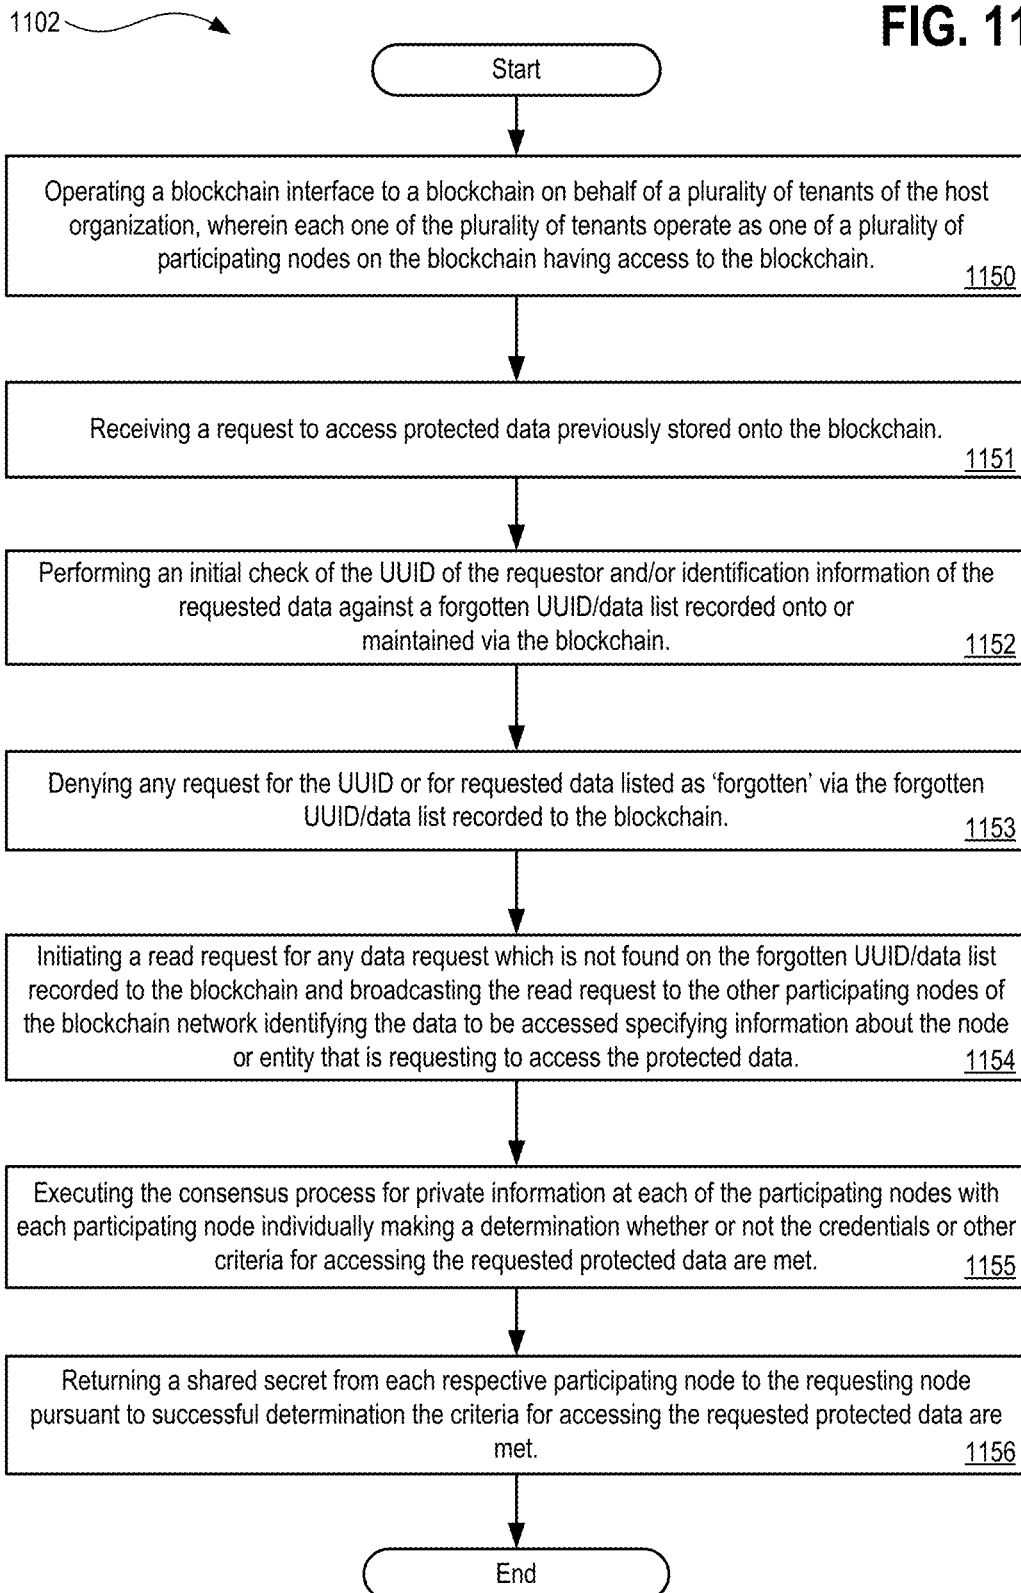 1102
FIG. 11
Start
Operating a blockchain interface to a blockchain on behalf of a plurality of tenants of the host
organization, wherein each one of the plurality of tenants operate as one of a plurality of
participating nodes on the blockchain having access to the blockchain.
1150
Receiving a request to access protected data previously stored onto the blockchain.
1151
Performing an initial check of the UUID of the requestor and/or identification information of the
requested data against a forgotten UUID/data list recorded onto or
maintained via the blockchain.
1152
Denying any request for the UUID or for requested data listed as ‘forgotten’ via the forgotten
UUID/data list recorded to the blockchain.
1153
Initiating a read request for any data request which is not found on the forgotten UUID/data list
recorded to the blockchain and broadcasting the read request to the other participating nodes of
the blockchain network identifying the data to be accessed specifying information about the node
or entity that is requesting to access the protected data.
1154
Executing the consensus process for private information at each of the participating nodes with
each participating node individually making a determination whether or not the credentials or other
criteria for accessing the requested protected data are met.
1155
Returning a shared secret from each respective participating node to the requesting node
pursuant to successful determination the criteria for accessing the requested protected data are
met.
1156
End